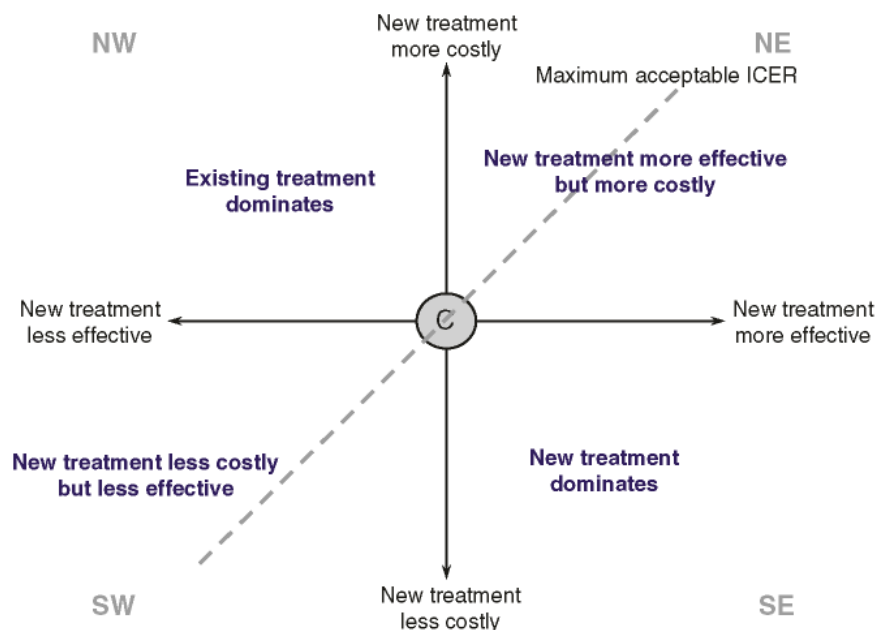 NW
New treatment
more costly
NE
Maximum acceptable ICER
Existing treatment
dominates
New treatment more effective
but more costly
New treatment
less effective
C
New treatment
more effective
New treatment less costly
but less effective
New treatment
dominates
SW
New treatment
less costly
SE